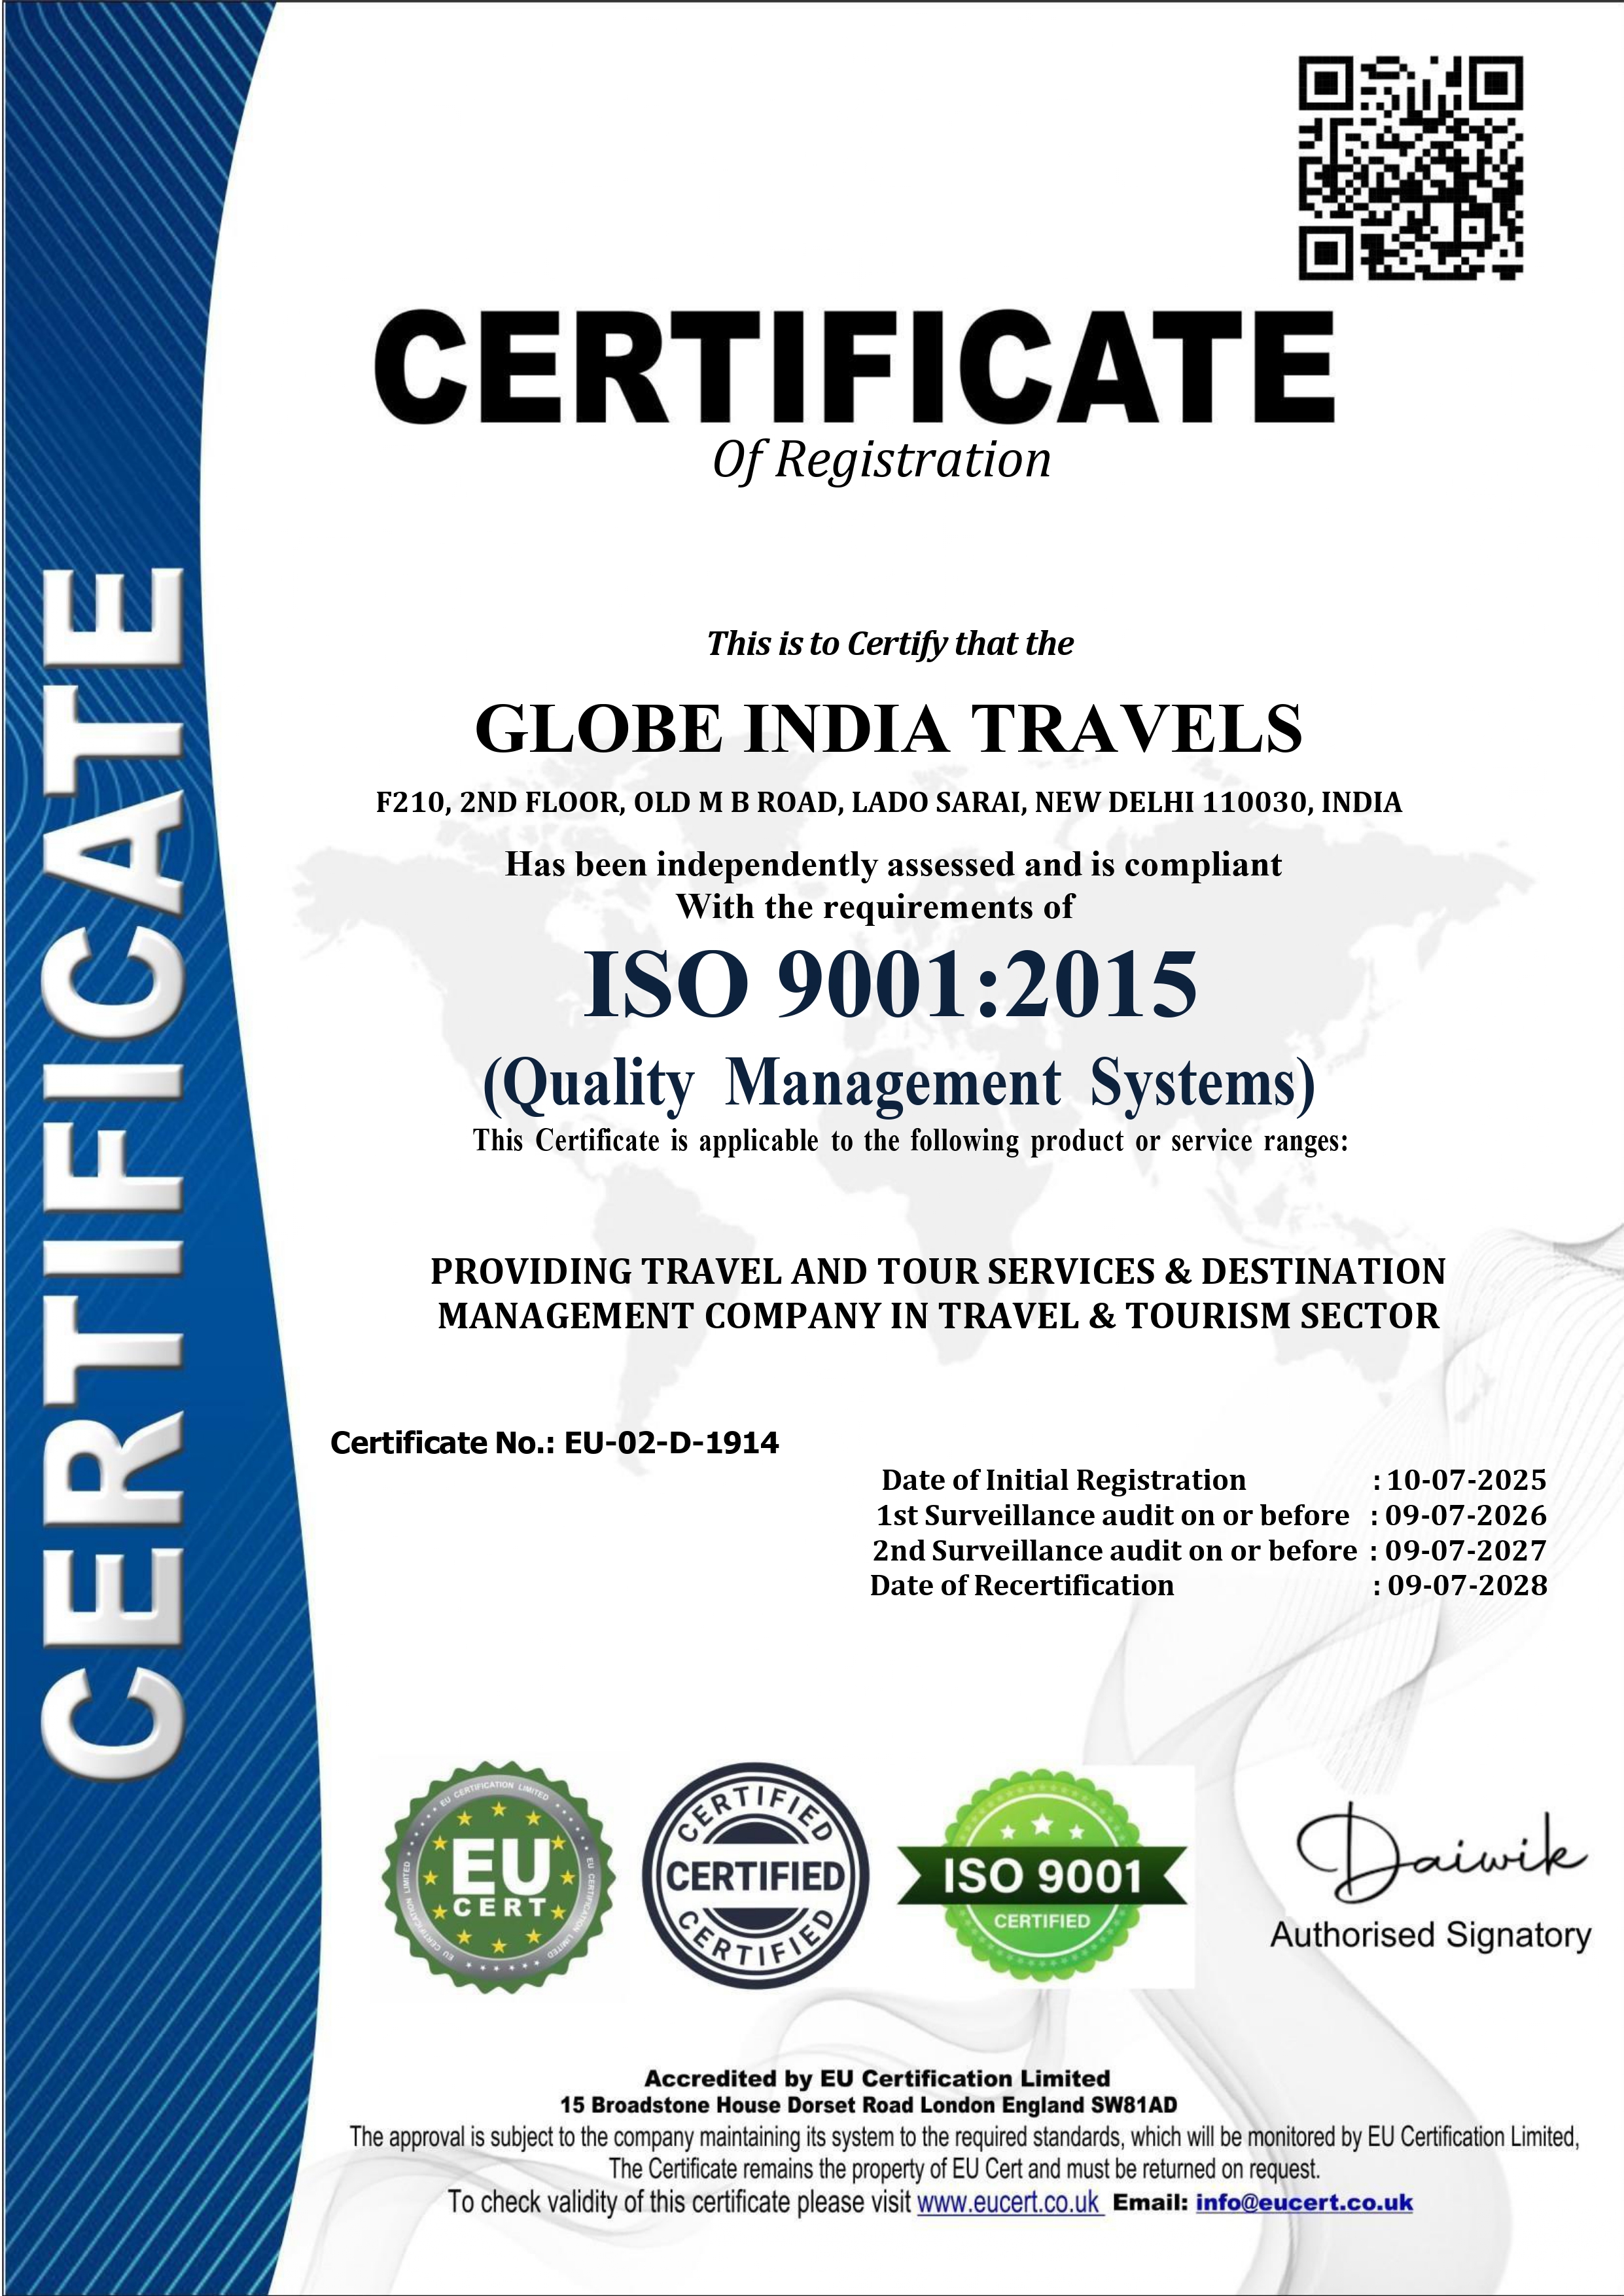 CERTIFICATE
CERTIFICATE
Of Registration
This is to Certify that the
GLOBE INDIA TRAVELS
F210, 2ND FLOOR, OLD M B ROAD, LADO SARAI, NEW DELHI 110030, INDIA
Has been independently assessed and is compliant
With the requirements of
ISO 9001:2015
(Quality Management Systems)
This Certificate is applicable to the following product or service ranges:
PROVIDING TRAVEL AND TOUR SERVICES & DESTINATION
MANAGEMENT COMPANY IN TRAVEL & TOURISM SECTOR
Certificate No.: EU-02-D-1914
Date of Initial Registration : 10-07-2025
1st Surveillance audit on or before : 09-07-2026
2nd Surveillance audit on or before : 09-07-2027
Date of Recertification : 09-07-2028
EU CERTIFICATION LIMITED
EU CERTIFICATION LIMITED
EU CERTIFICATION LIMITED
EU
CERT
CERTIFIED
CERTIFIED
CERTIFIED
ISO 9001
CERTIFIED
Daiwik
Authorised Signatory
Accredited by EU Certification Limited
15 Broadstone House Dorset Road London England SW81AD
The approval is subject to the company maintaining its system to the required standards, which will be monitored by EU Certification Limited,
The Certificate remains the property of EU Cert and must be returned on request.
To check validity of this certificate please visit www.eucert.co.uk Email: info@eucert.co.uk